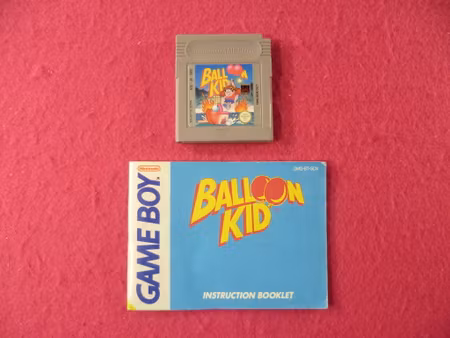 BALLOON
KID
Nintendo
GAME BOY
BALLOON
KID
INSTRUCTION BOOKLET